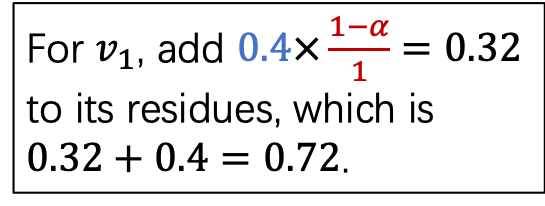 For 𝑣₁, add 0.4×(1−𝛼)/1 = 0.32
to its residues, which is
0.32 + 0.4 = 0.72.